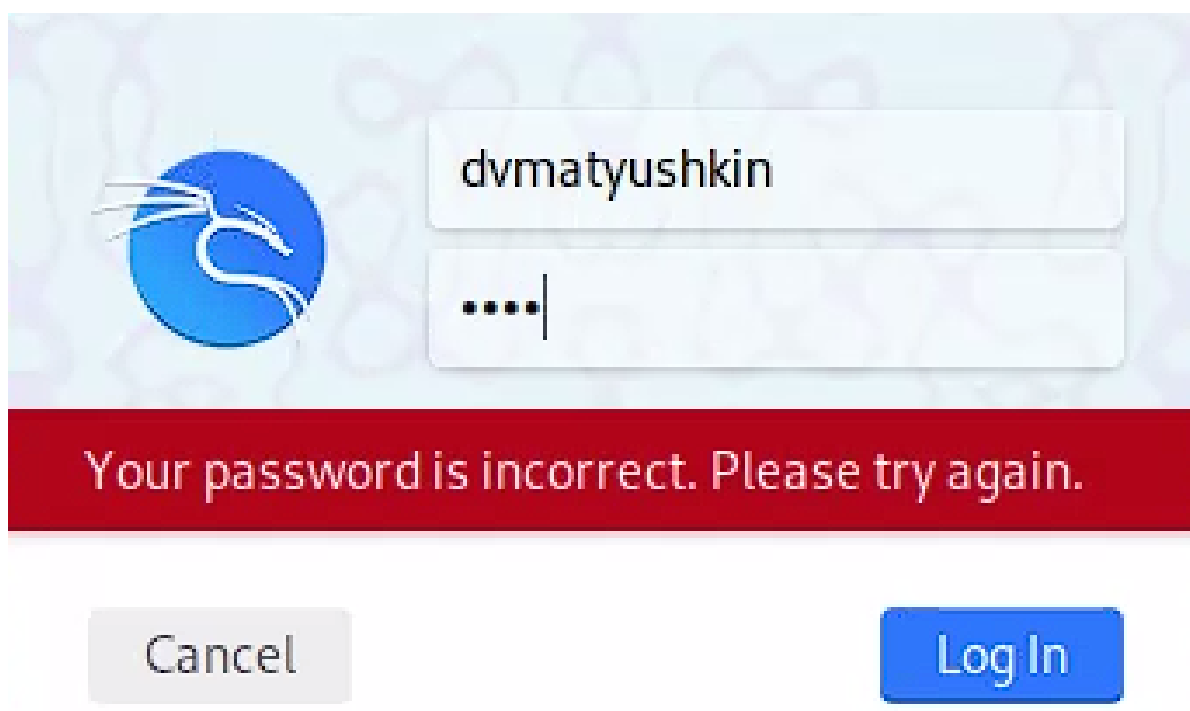 dvmatyushkin
••••
Your password is incorrect. Please try again.
Cancel
Log In